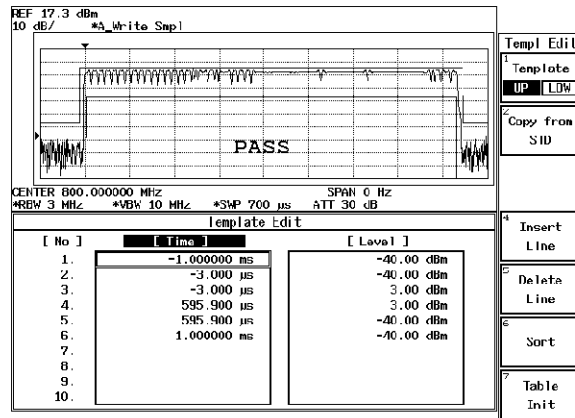 REF 17.3 dBm
10 dB/ *A_Write Smpl
PASS
CENTER 800.000000 MHz SPAN 0 Hz
*RBW 3 MHz *VBW 10 MHz *SWP 700 µs ATT 30 dB
Template Edit
[ No ] [ Time ] [ Level ]
1. -1.000000 ms -40.00 dBm
2. -3.000 µs -40.00 dBm
3. -3.000 µs 3.00 dBm
4. 595.900 µs 3.00 dBm
5. 595.900 µs -40.00 dBm
6. 1.000000 ms -40.00 dBm
7.
8.
9.
10.
Templ Edit
1 Template
UP LOW
2 Copy from
STD
4 Insert
Line
5 Delete
Line
6 Sort
7 Table
Init